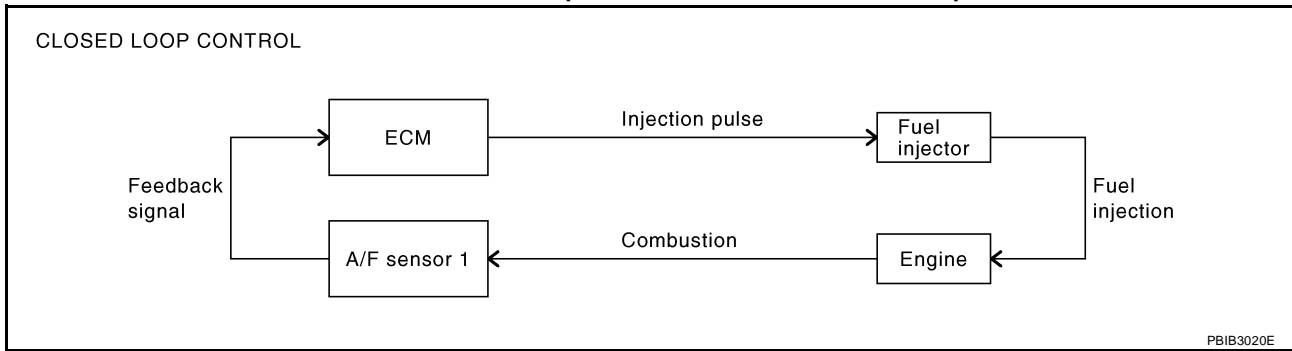 CLOSED LOOP CONTROL
ECM
Injection pulse
Fuel
injector
Feedback
signal
Fuel
injection
A/F sensor 1
Combustion
Engine
PBIB3020E